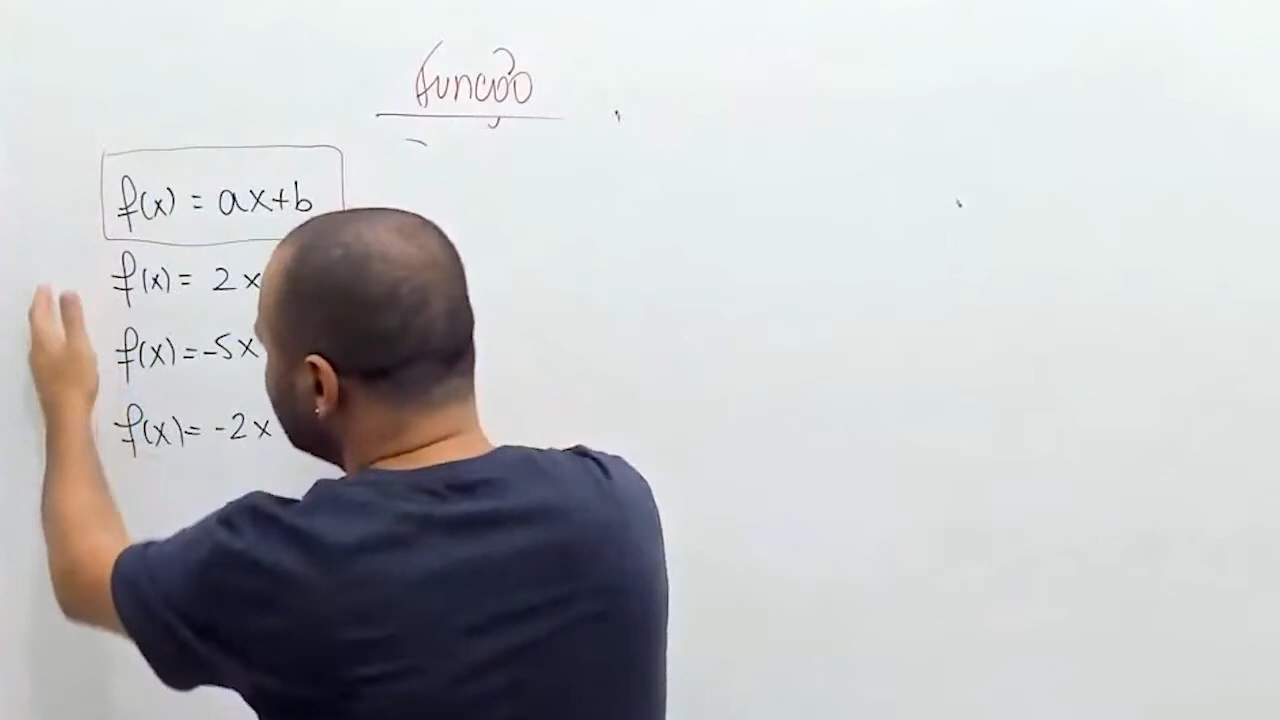 Função
f(x) = ax+b
f(x) = 2x
f(x) = -5x
f(x) = -2x